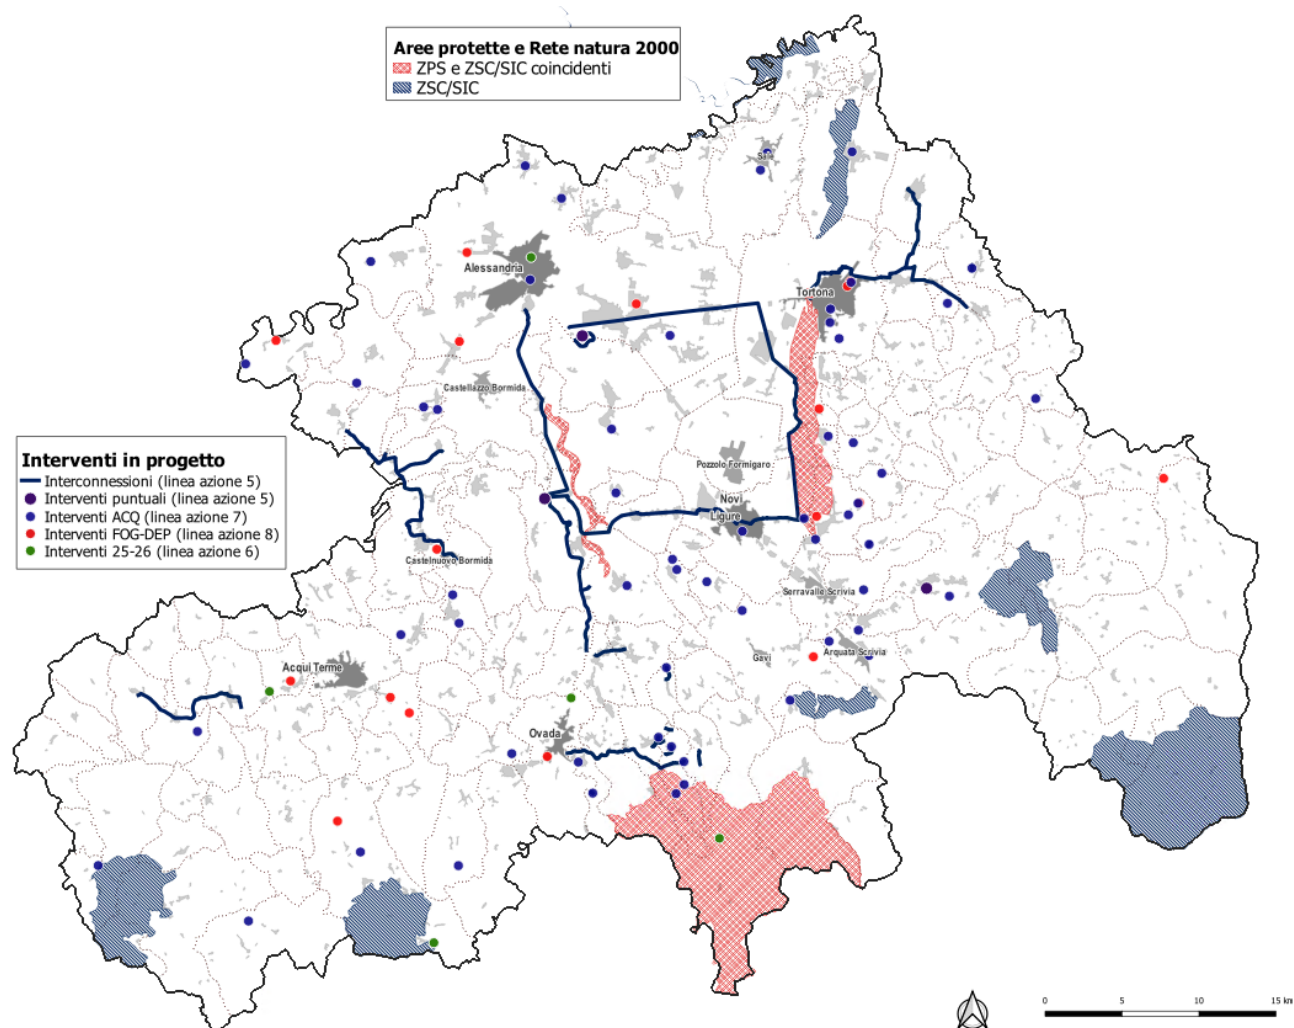 Aree protette e Rete natura 2000
ZPS e ZSC/SIC coincidenti
ZSC/SIC
Sale
Alessandria
Tortona
Castellazzo Bormida
Interventi in progetto
Interconnessioni (linea azione 5)
Interventi puntuali (linea azione 5)
Interventi ACQ (linea azione 7)
Interventi FOG-DEP (linea azione 8)
Interventi 25-26 (linea azione 6)
Pozzolo Formigaro
Novi
Ligure
Castelnuovo Bormida
Serravalle Scrivia
Gavi
Arquata Scrivia
Acqui Terme
Ovada
0 5 10 15 km